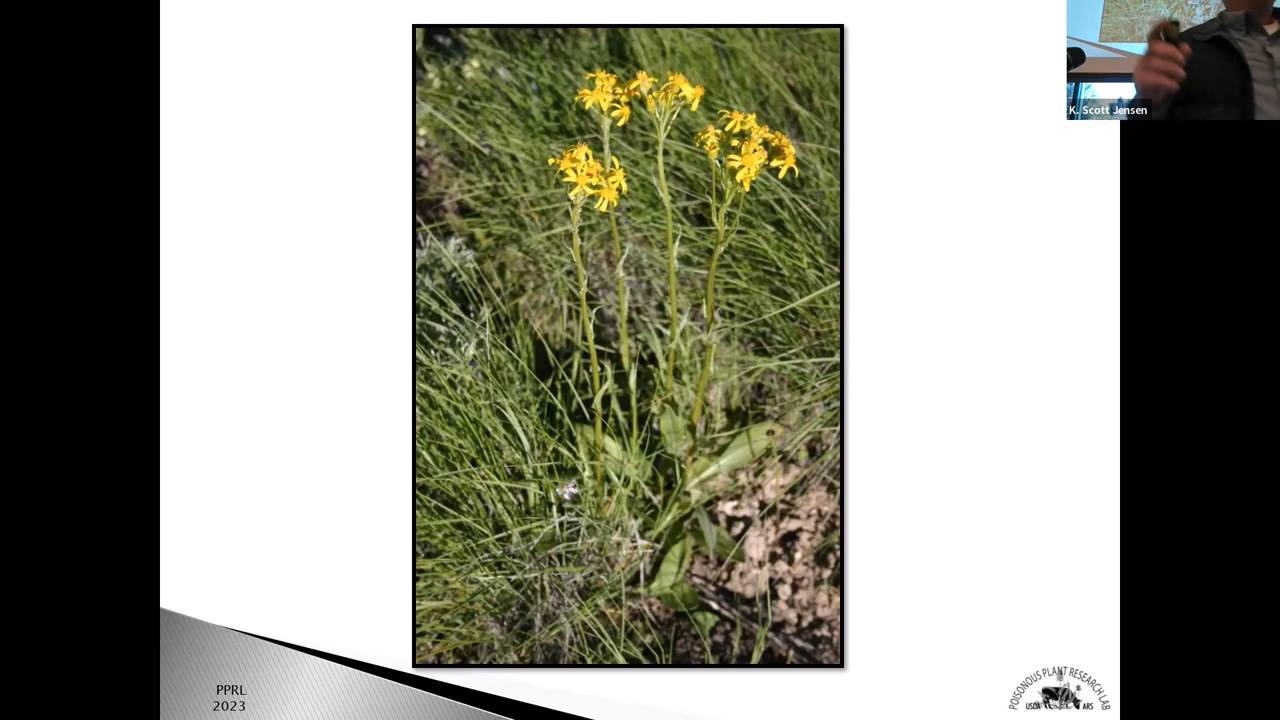 K. Scott Jensen
PPRL
2023
POISONOUS PLANT RESEARCH LAB
USDA ARS